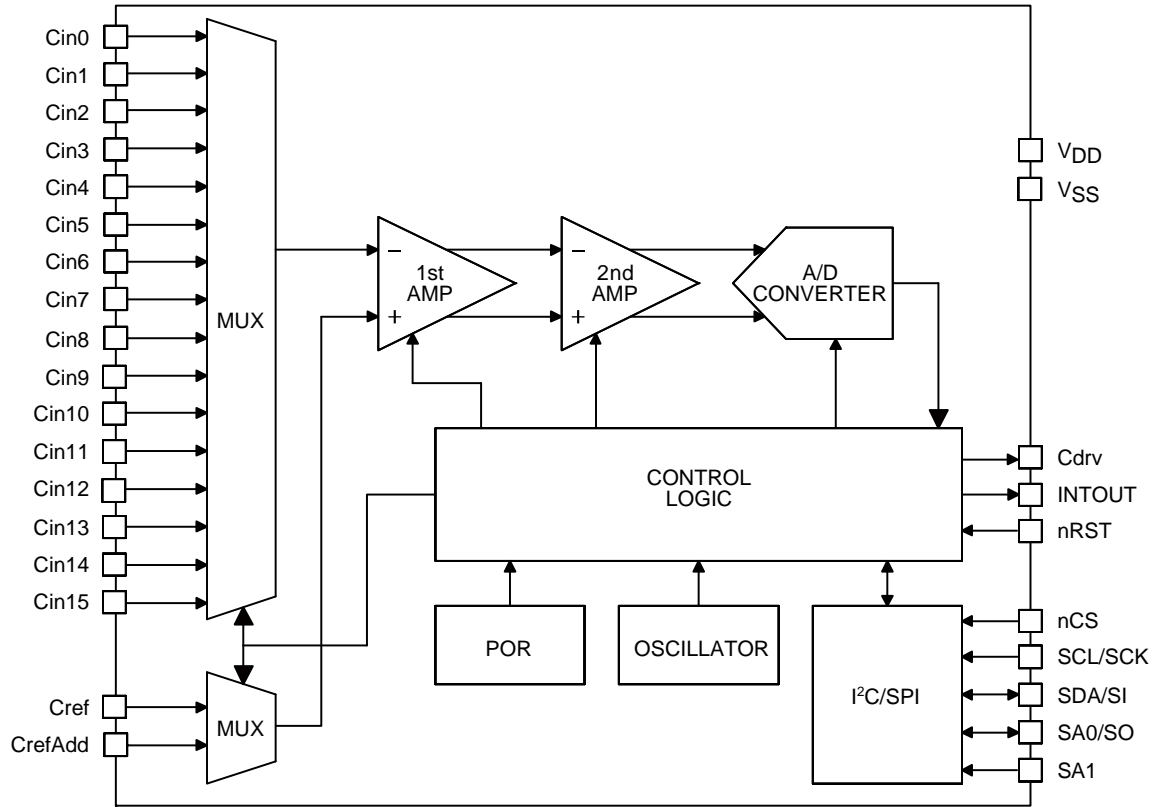 Cin0
Cin1
Cin2
Cin3
Cin4
Cin5
Cin6
Cin7
Cin8
Cin9
Cin10
Cin11
Cin12
Cin13
Cin14
Cin15
Cref
CrefAdd
MUX
MUX
−
1st
AMP
+
−
2nd
AMP
+
A/D
CONVERTER
CONTROL
LOGIC
POR
OSCILLATOR
I²C/SPI
VDD
VSS
Cdrv
INTOUT
nRST
nCS
SCL/SCK
SDA/SI
SA0/SO
SA1